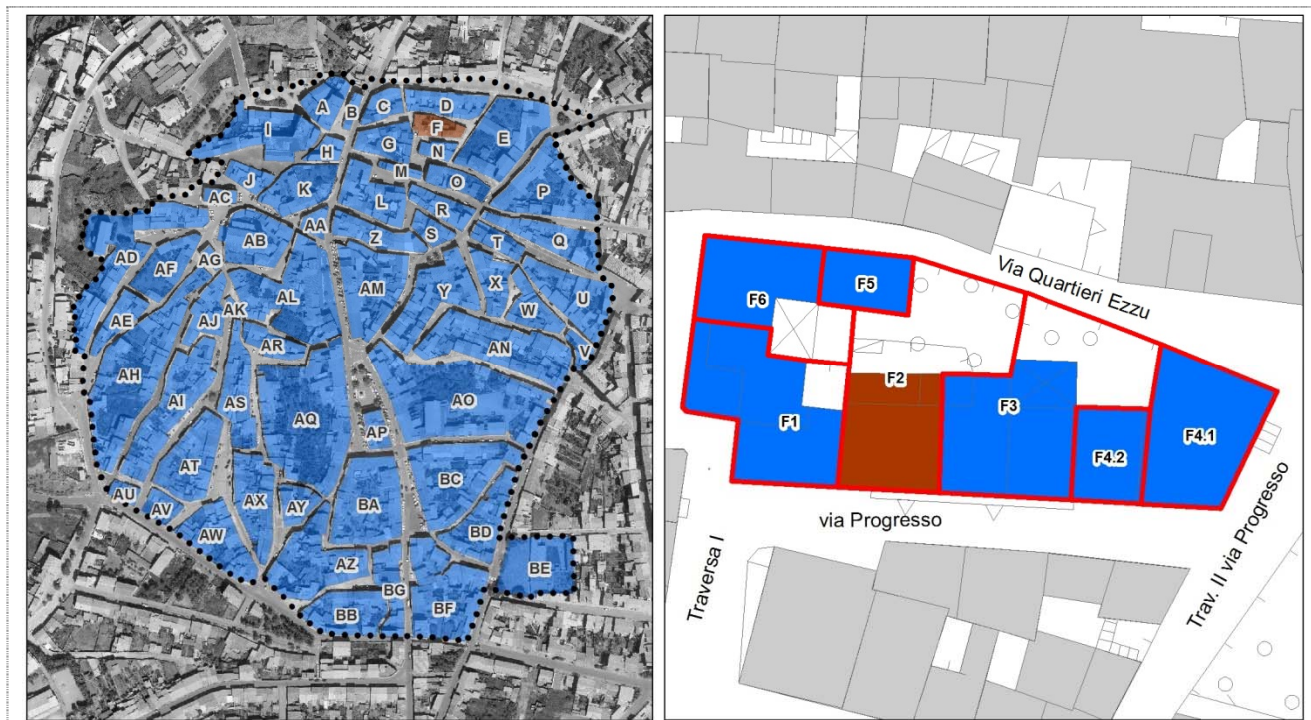 A
B
C
D
F
I
E
G
H
N
M
P
J
K
O
AC
L
R
AA
AB
Z
S
T
Q
AD
AF
AG
AL
AM
Y
X
U
AE
AK
AJ
W
AR
AN
V
AH
AI
AS
AQ
AO
AP
AT
BC
AU
AV
AX
AY
BA
AW
BD
AZ
BE
BG
BB
BF
Via Quartieri Ezzu
F5
F6
F2
F3
F1
F4.1
F4.2
via Progresso
Traversa I
Trav. II via Progresso